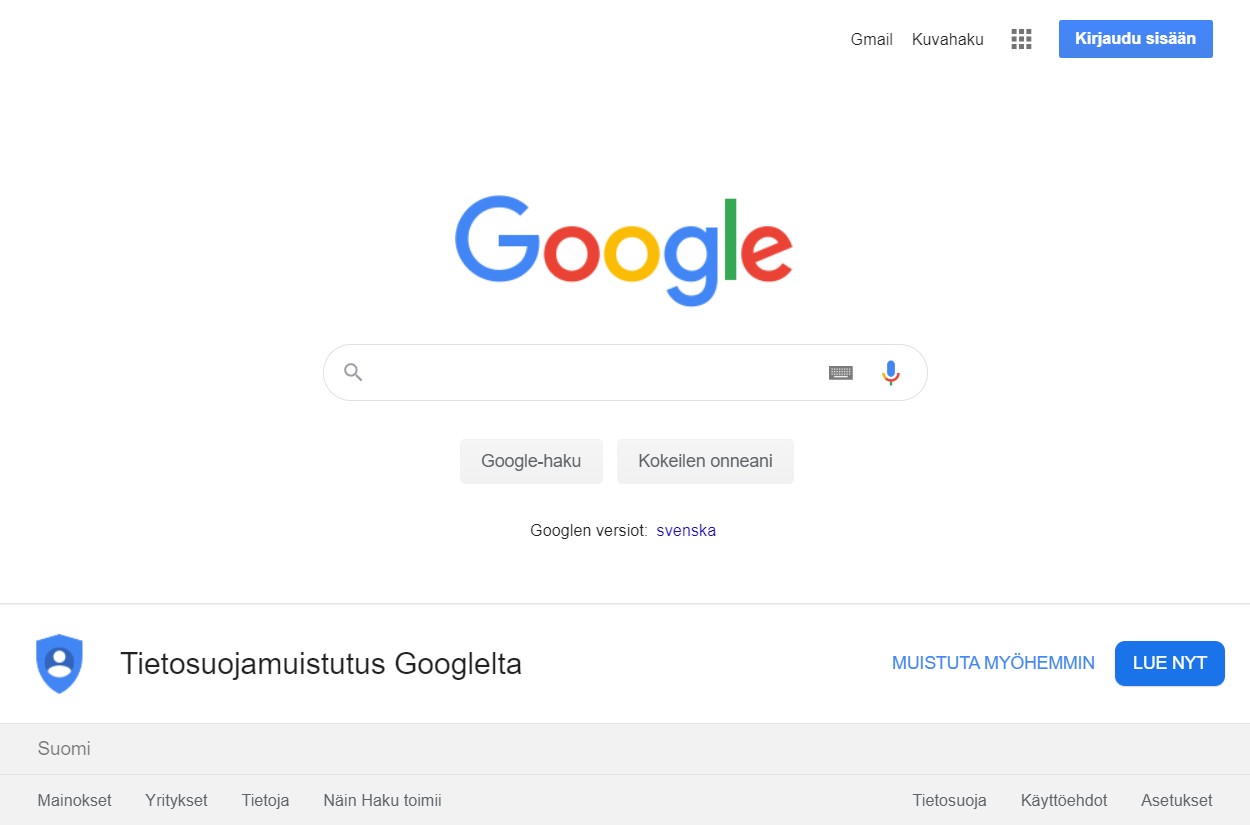 Gmail Kuvahaku Kirjaudu sisään
Google
Google-haku Kokeilen onneani
Googlen versiot: svenska
Tietosuojamuistutus Googlelta MUISTUTA MYÖHEMMIN LUE NYT
Suomi
Mainokset Yritykset Tietoja Näin Haku toimii Tietosuoja Käyttöehdot Asetukset